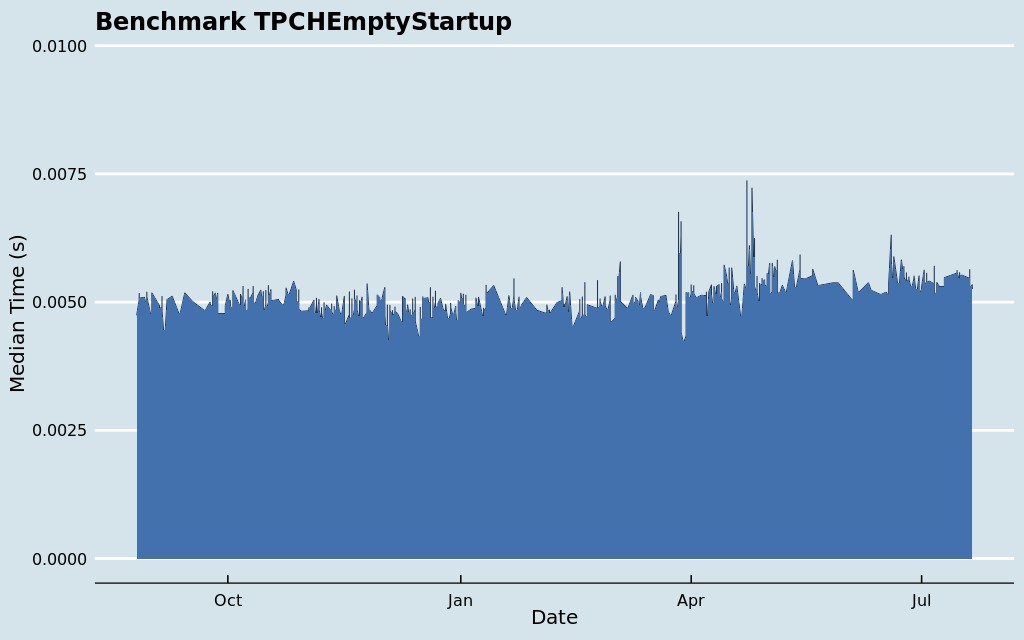 Benchmark TPCHEmptyStartup
0.0100
0.0075
0.0050
0.0025
0.0000
Median Time (s)
Oct
Jan
Apr
Jul
Date